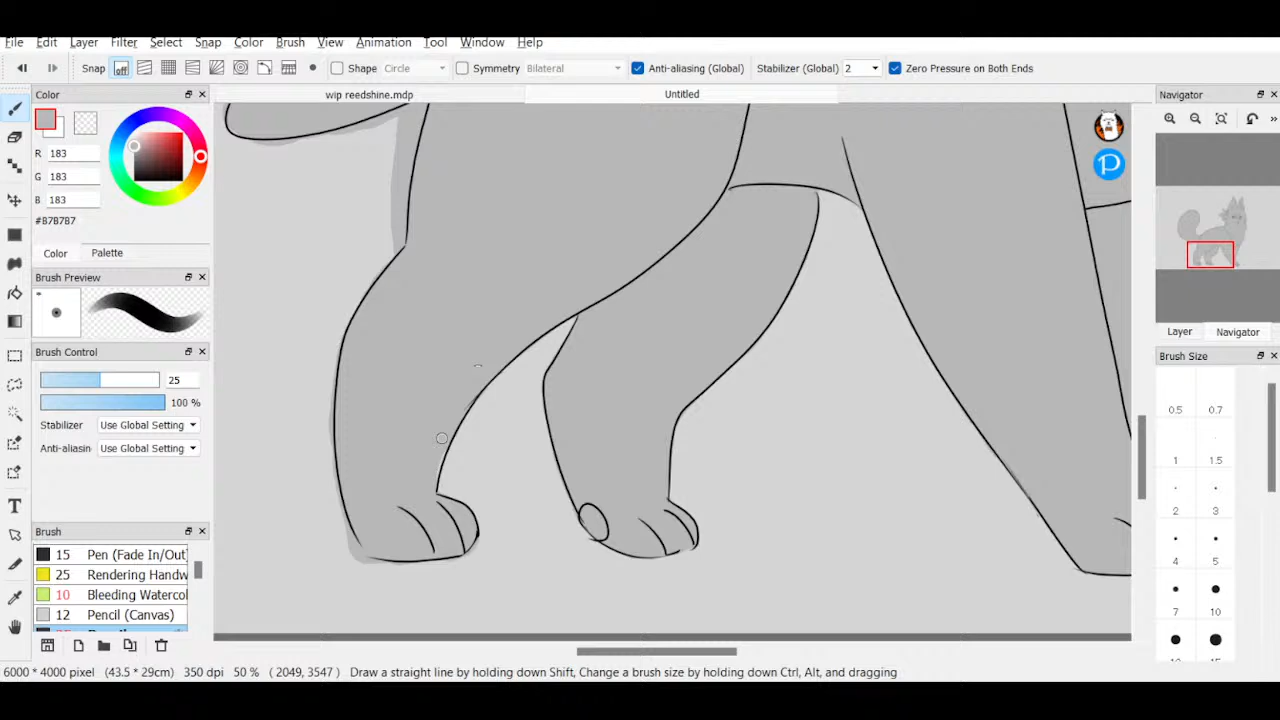 File Edit Layer Filter Select Snap Color Brush View Animation Tool Window Help
Snap off Shape Circle Symmetry Bilateral Anti-aliasing (Global) Stabilizer (Global) 2 Zero Pressure on Both Ends
Color wip reedshine.mdp Untitled Navigator
R 183
G 183
B 183
#B7B7B7
Color Palette
Brush Preview
Layer Navigator
Brush Control
Brush Size
25
100 %
Stabilizer Use Global Setting
Anti-aliasin Use Global Setting
0.5 0.7
1 1.5
2 3
4 5
7 10
Brush
15 Pen (Fade In/Out)
25 Rendering Handw
10 Bleeding Watercol
12 Pencil (Canvas)
6000 * 4000 pixel (43.5 * 29cm) 350 dpi 50 % ( 2049, 3547 ) Draw a straight line by holding down Shift, Change a brush size by holding down Ctrl, Alt, and dragging